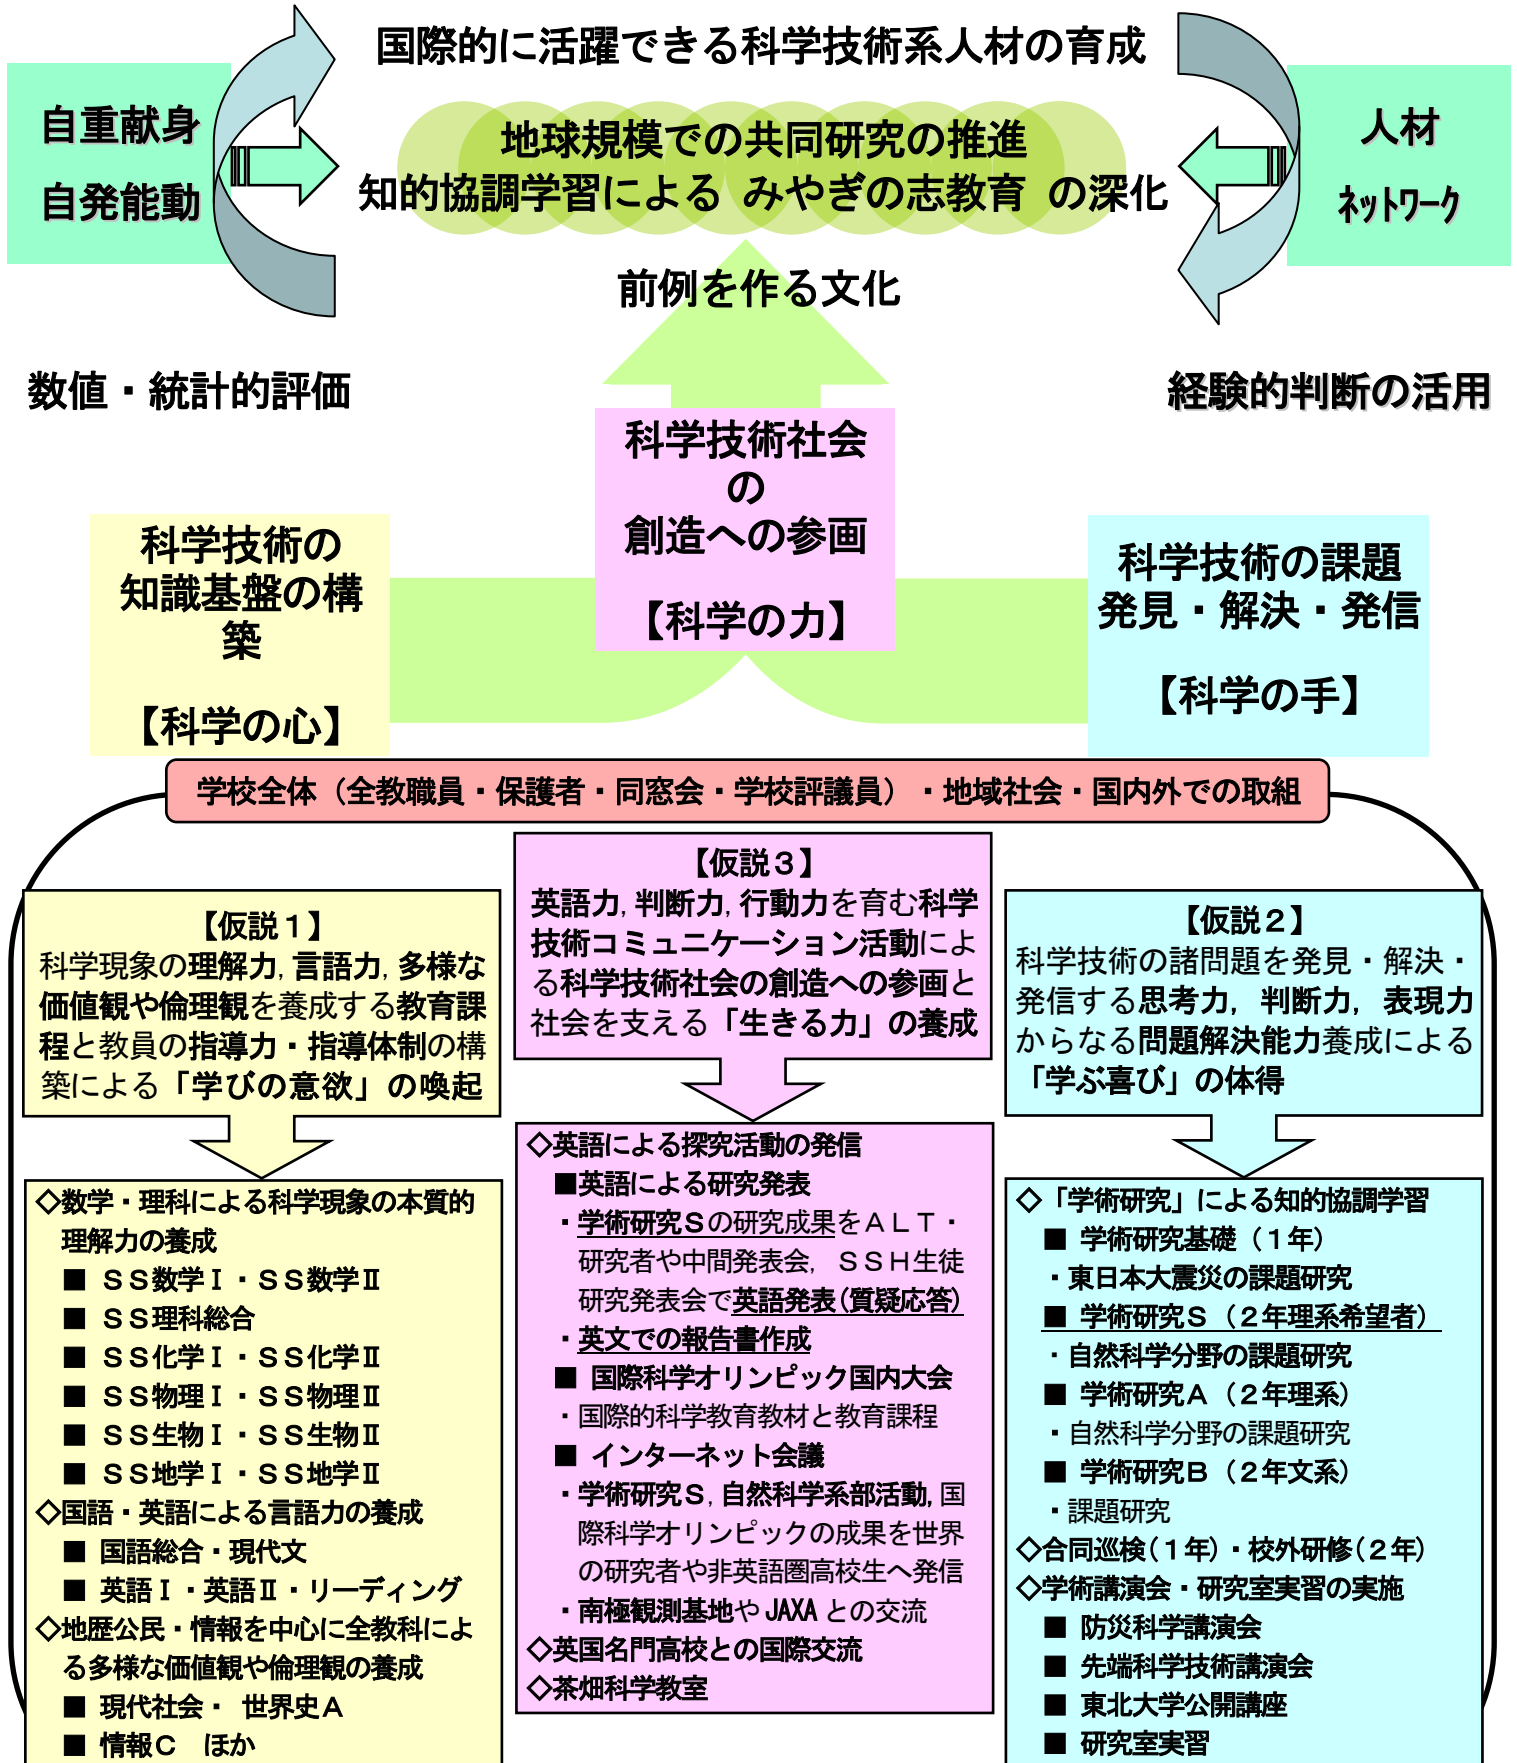 国際的に活躍できる科学技術系人材の育成
自重献身
自発能動
地球規模での共同研究の推進
知的協調学習による みやぎの志教育 の深化
人材
ﾈｯﾄﾜｰｸ
前例を作る文化
数値・統計的評価
経験的判断の活用
科学技術社会
の
創造への参画
【科学の力】
科学技術の
知識基盤の構
築
【科学の心】
科学技術の課題
発見・解決・発信
【科学の手】
学校全体（全教職員・保護者・同窓会・学校評議員）・地域社会・国内外での取組
【仮説１】
科学現象の理解力，言語力，多様な
価値観や倫理観を養成する教育課
程と教員の指導力・指導体制の構
築による「学びの意欲」の喚起
◇数学・理科による科学現象の本質的
理解力の養成
■ ＳＳ数学Ⅰ・ＳＳ数学Ⅱ
■ ＳＳ理科総合
■ ＳＳ化学Ⅰ・ＳＳ化学Ⅱ
■ ＳＳ物理Ⅰ・ＳＳ物理Ⅱ
■ ＳＳ生物Ⅰ・ＳＳ生物Ⅱ
■ ＳＳ地学Ⅰ・ＳＳ地学Ⅱ
◇国語・英語による言語力の養成
■ 国語総合・現代文
■ 英語Ⅰ・英語Ⅱ・リーディング
◇地歴公民・情報を中心に全教科によ
る多様な価値観や倫理観の養成
■ 現代社会・ 世界史Ａ
■ 情報Ｃ ほか
【仮説３】
英語力，判断力，行動力を育む科学
技術コミュニケーション活動によ
る科学技術社会の創造への参画と
社会を支える「生きる力」の養成
◇英語による探究活動の発信
■英語による研究発表
・学術研究Ｓの研究成果をＡＬＴ・
研究者や中間発表会， ＳＳＨ生徒
研究発表会で英語発表（質疑応答）
・英文での報告書作成
■ 国際科学オリンピック国内大会
・国際的科学教育教材と教育課程
■ インターネット会議
・学術研究Ｓ，自然科学系部活動，国
際科学オリンピックの成果を世界
の研究者や非英語圏高校生へ発信
・南極観測基地や JAXA との交流
◇英国名門高校との国際交流
◇茶畑科学教室
【仮説２】
科学技術の諸問題を発見・解決・
発信する思考力，判断力，表現力
からなる問題解決能力養成による
「学ぶ喜び」の体得
◇「学術研究」による知的協調学習
■ 学術研究基礎（１年）
・東日本大震災の課題研究
■ 学術研究Ｓ（２年理系希望者）
・自然科学分野の課題研究
■ 学術研究Ａ（２年理系）
・自然科学分野の課題研究
■ 学術研究Ｂ（２年文系）
・課題研究
◇合同巡検（１年）・校外研修（２年）
◇学術講演会・研究室実習の実施
■ 防災科学講演会
■ 先端科学技術講演会
■ 東北大学公開講座
■ 研究室実習